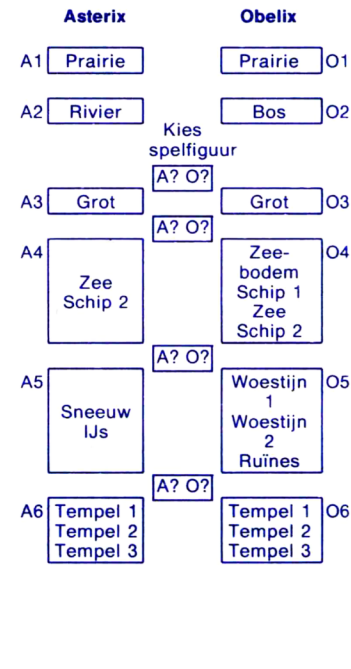 Asterix Obelix
A1 Prairie Prairie O1
A2 Rivier Bos O2
Kies
spelfiguur
A? O?
A3 Grot Grot O3
A? O?
A4 O4
Zee
Schip 2
Zee-
bodem
Schip 1
Zee
Schip 2
A? O?
A5 O5
Sneeuw
IJs
Woestijn
1
Woestijn
2
Ruïnes
A? O?
A6 Tempel 1 Tempel 1 O6
Tempel 2 Tempel 2
Tempel 3 Tempel 3